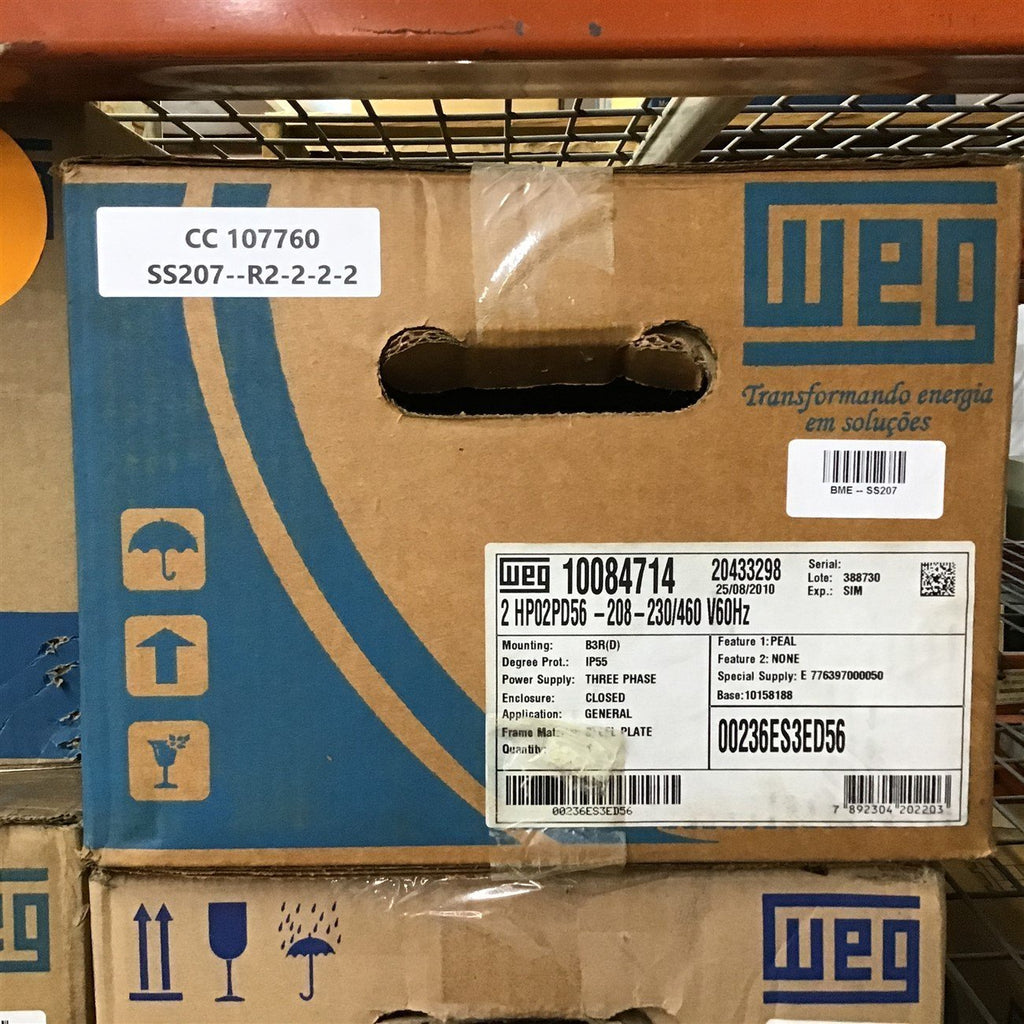 CC 107760
SS207--R2-2-2-2
weg
Transformando energia
em soluções
BME -- SS207
weg 10084714 20433298
25/08/2010
Serial:
Lote: 388730
Exp.: SIM
2 HP02PD56 -208-230/460 V60Hz
Mounting: B3R(D)
Degree Prot.: IP55
Power Supply: THREE PHASE
Enclosure: CLOSED
Application: GENERAL
Frame PLATE
Quantity:
Feature 1:PEAL
Feature 2: NONE
Special Supply: E 776397000050
Base:10158188
00236ES3ED56
00236ES3ED56
7 892304 202203
weg